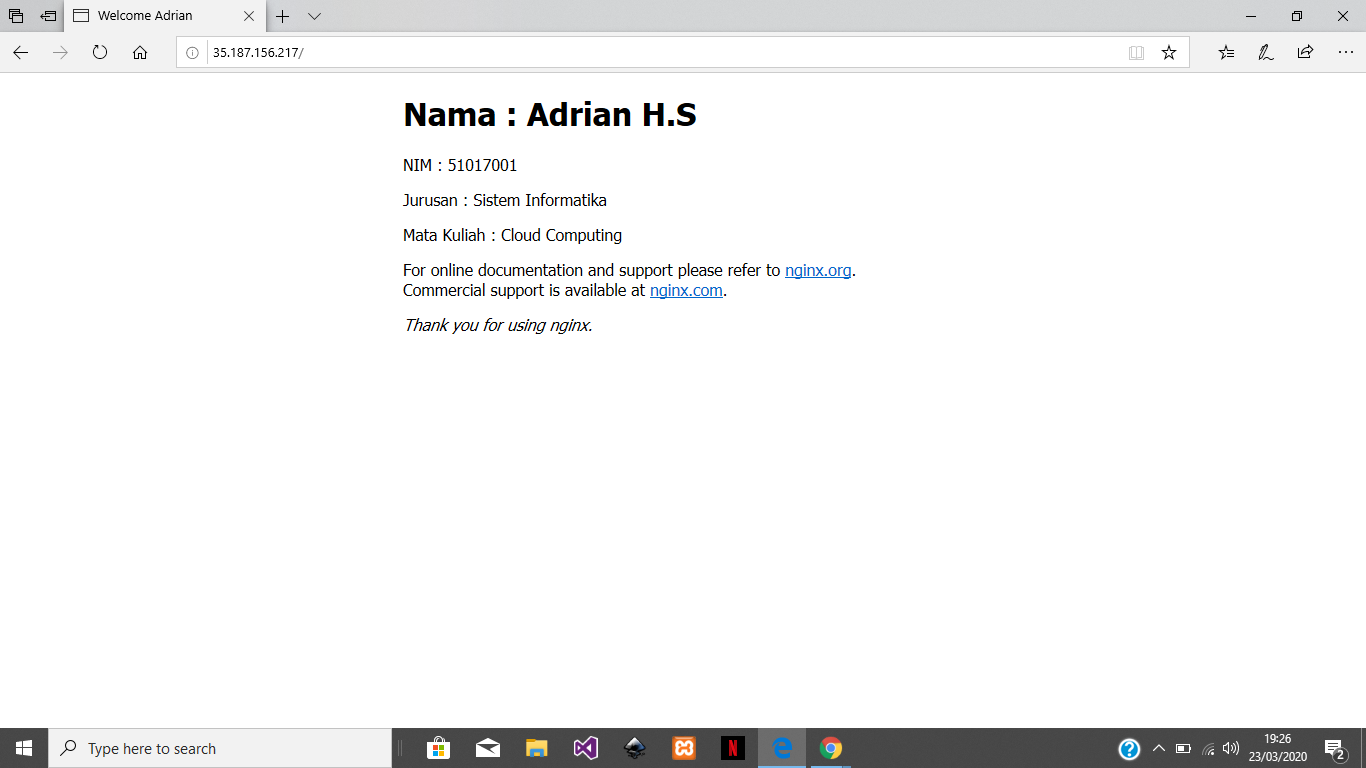 Welcome Adrian
35.187.156.217/
Nama : Adrian H.S
NIM : 51017001
Jurusan : Sistem Informatika
Mata Kuliah : Cloud Computing
For online documentation and support please refer to nginx.org.
Commercial support is available at nginx.com.
Thank you for using nginx.
Type here to search
N
19:26
23/03/2020
2